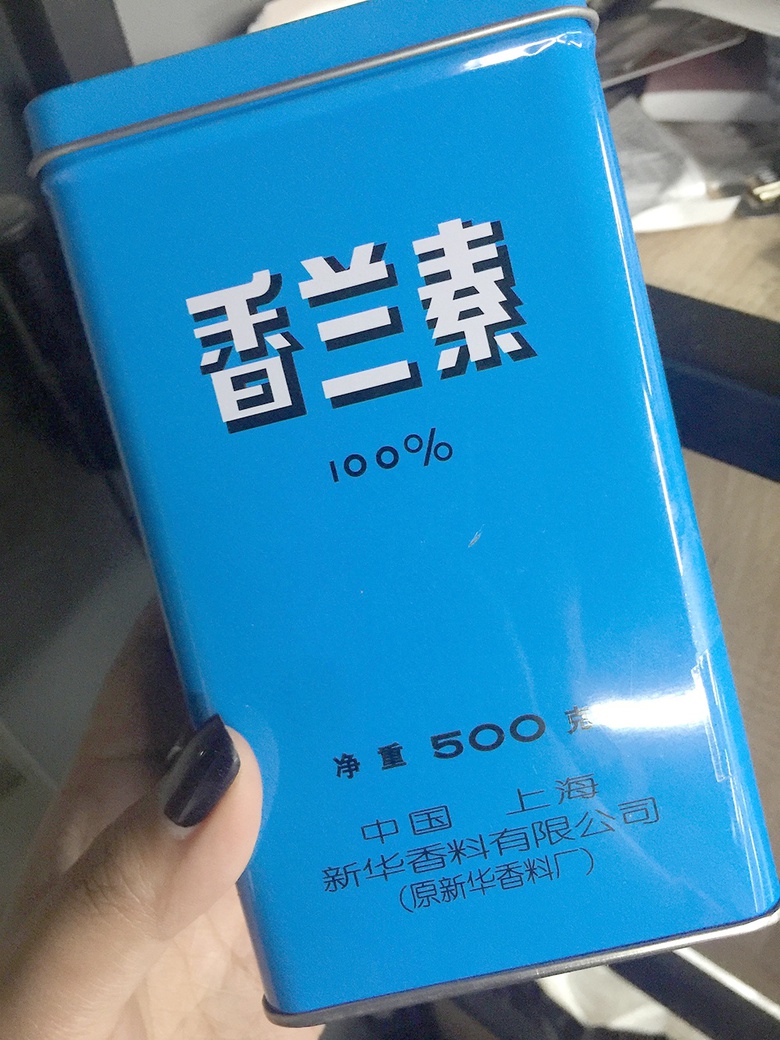 香兰素
100%
净重 500 克
中国 上海
新华香料有限公司
(原新华香料厂)